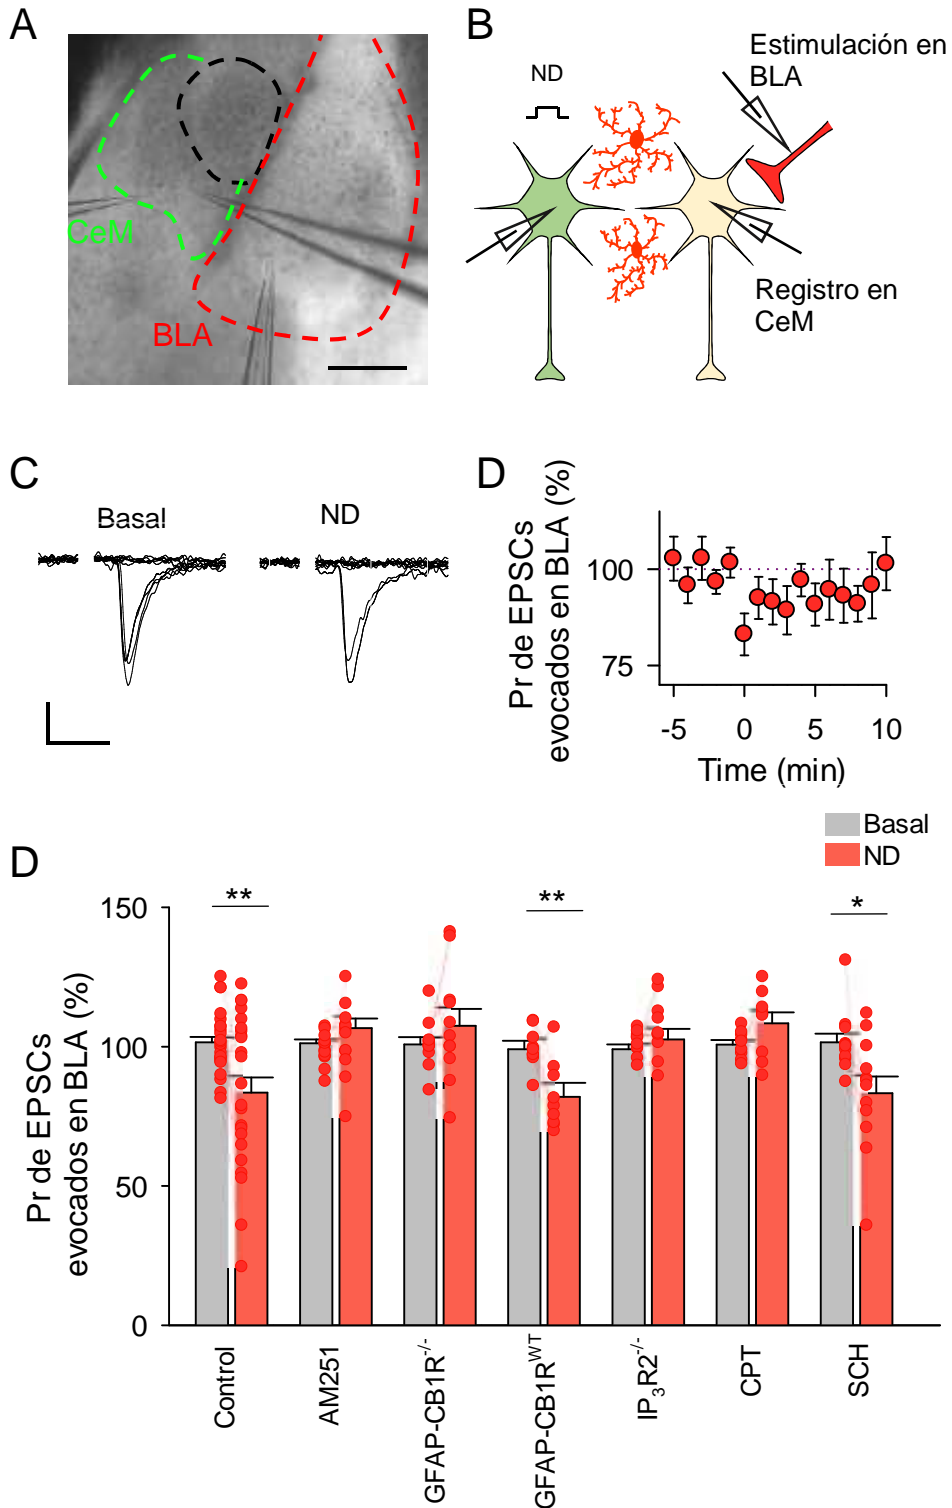 A
CeM
BLA
B
ND
Estimulación en
BLA
Registro en
CeM
C
Basal
ND
D
Pr de EPSCs
evocados en BLA (%)
100
75
-5
0
5
10
Time (min)
Basal
ND
D
Pr de EPSCs
evocados en BLA (%)
150
100
50
0
**
**
*
Control
AM251
GFAP-CB1R-/-
GFAP-CB1RWT
IP3R2-/-
CPT
SCH